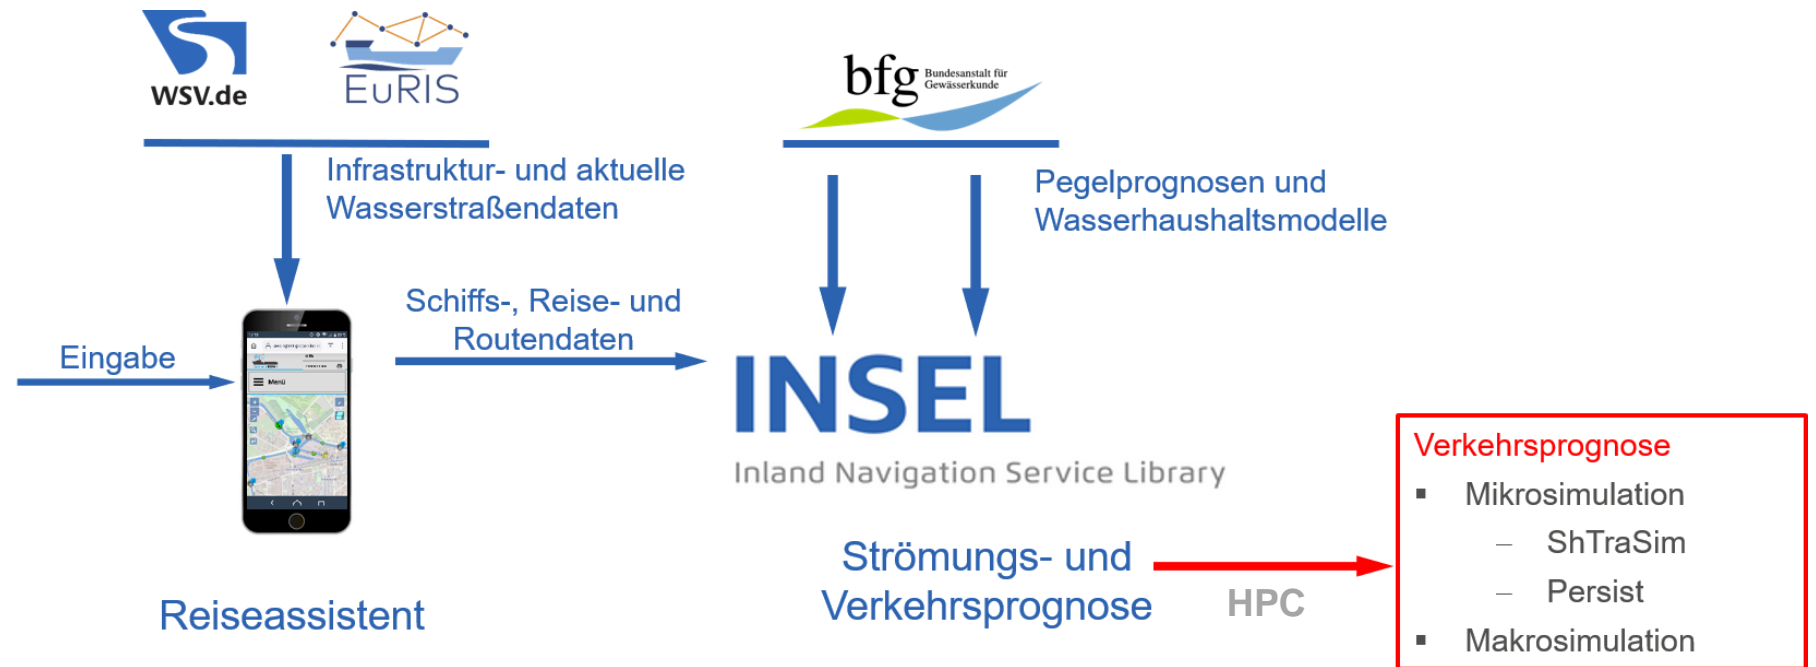 WSV.de
EURIS
bfg Bundesanstalt für
Gewässerkunde
Infrastruktur- und aktuelle
Wasserstraßendaten
Pegelprognosen und
Wasserhaushaltsmodelle
Schiffs-, Reise- und
Routendaten
Eingabe
Menü
INSEL
Inland Navigation Service Library
Strömungs- und
Verkehrsprognose
HPC
Reiseassistent
Verkehrsprognose
▪ Mikrosimulation
– ShTraSim
– Persist
▪ Makrosimulation